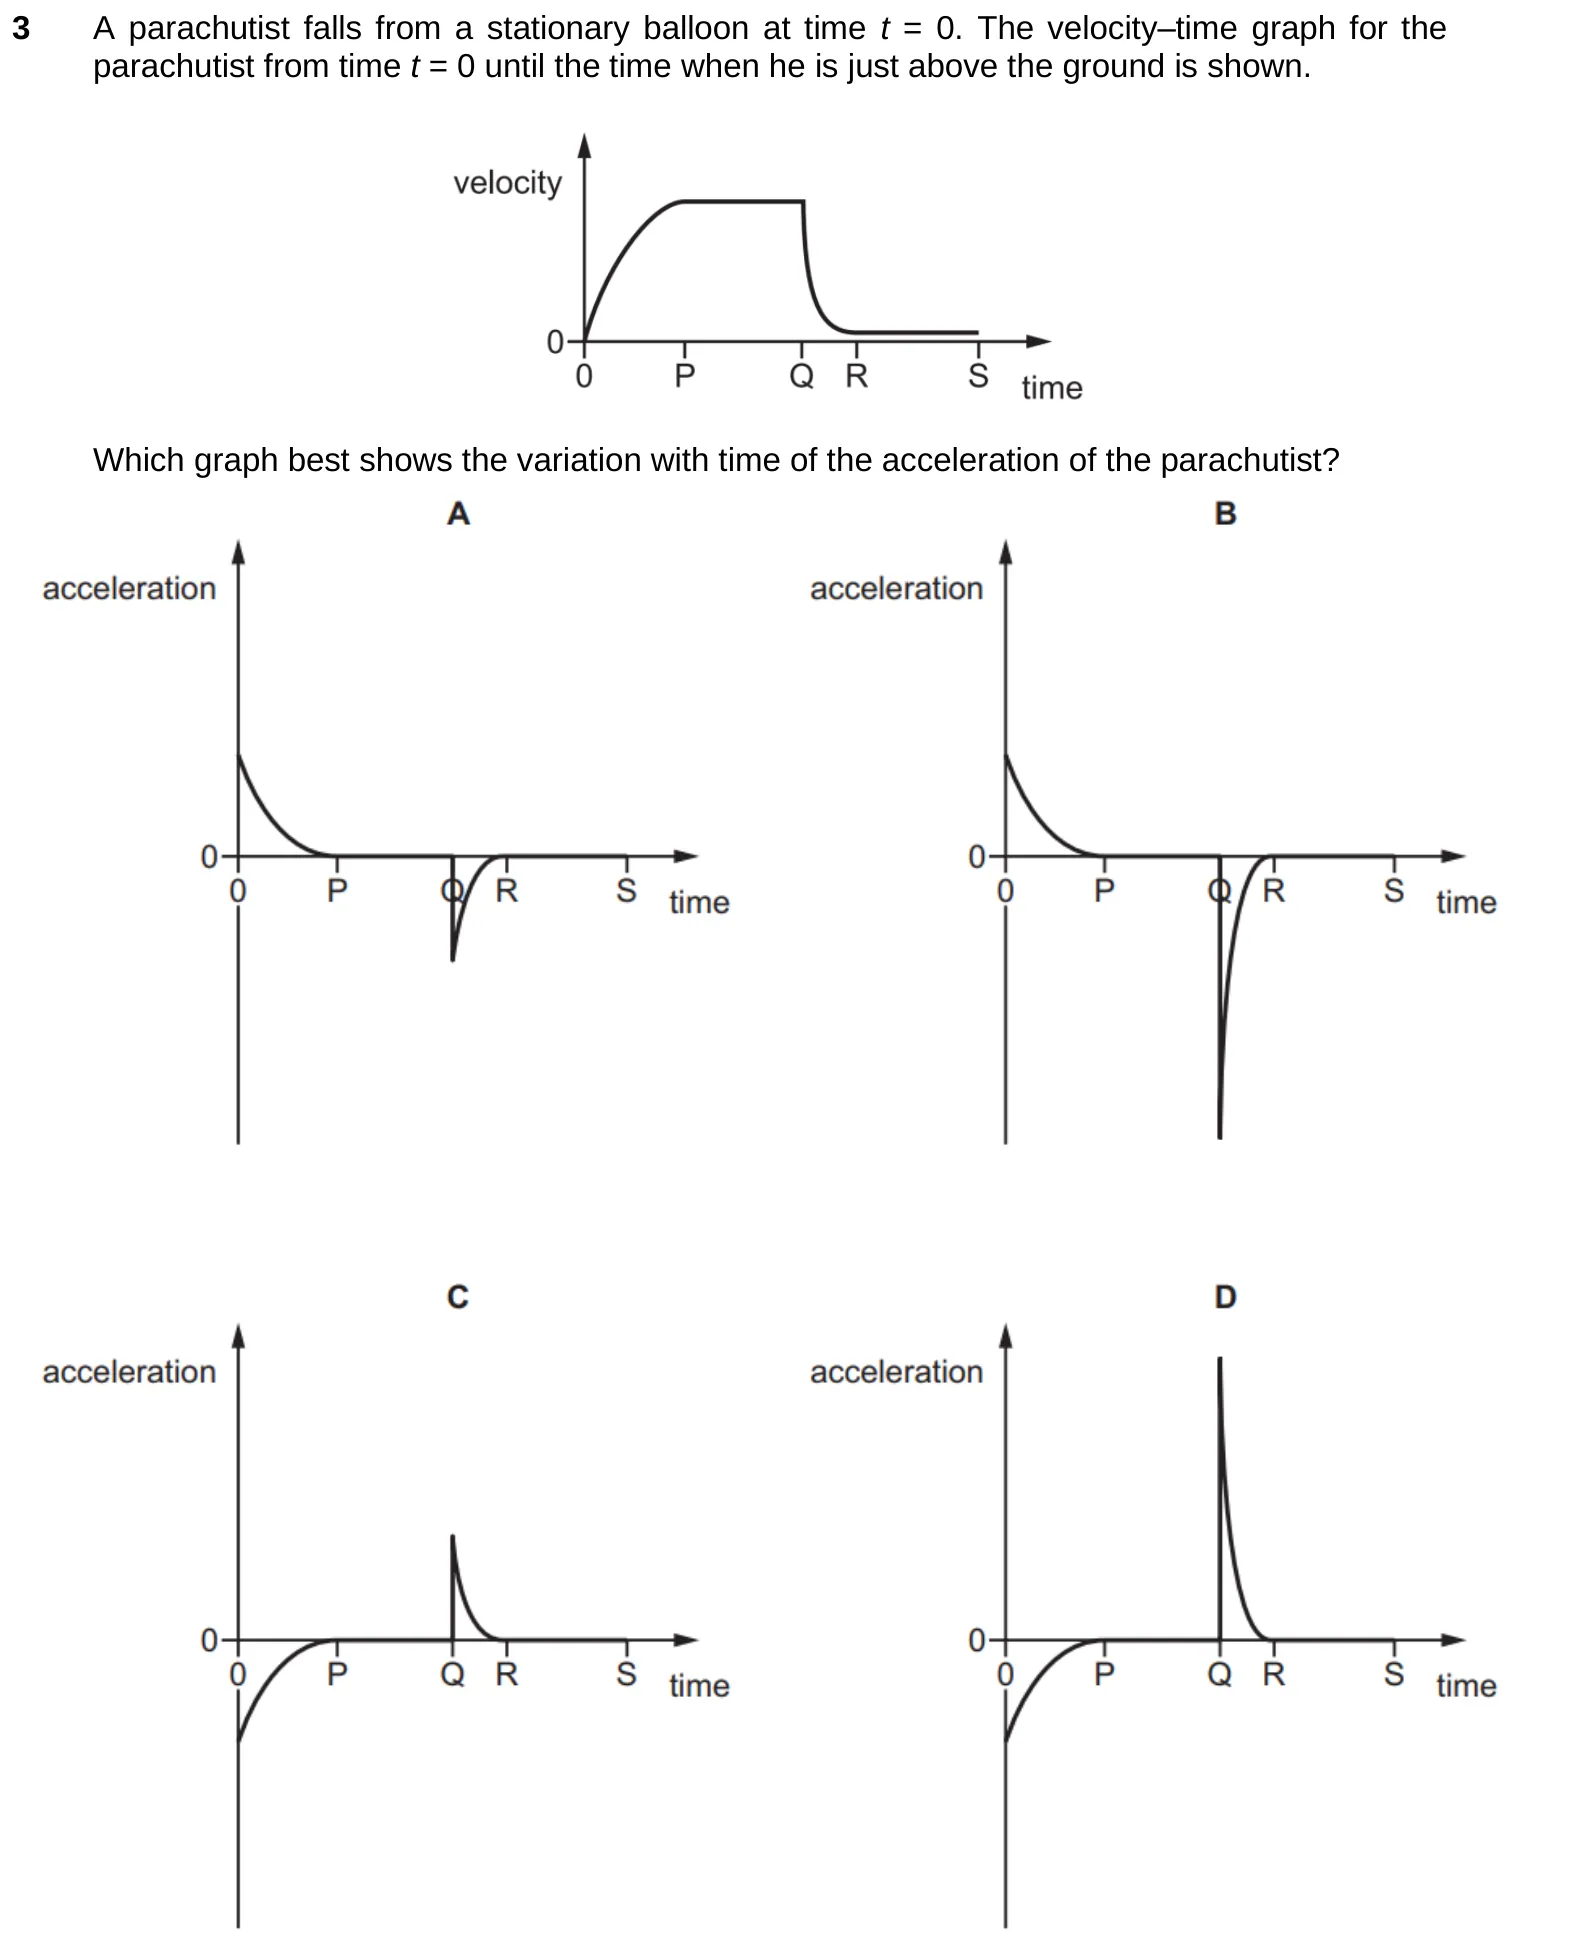 3 A parachutist falls from a stationary balloon at time t = 0. The velocity–time graph for the
parachutist from time t = 0 until the time when he is just above the ground is shown.
velocity
0
0 P Q R S time
Which graph best shows the variation with time of the acceleration of the parachutist?
A
acceleration
0
0 P Q R S time
B
acceleration
0
0 P Q R S time
C
acceleration
0
0 P Q R S time
D
acceleration
0
0 P Q R S time